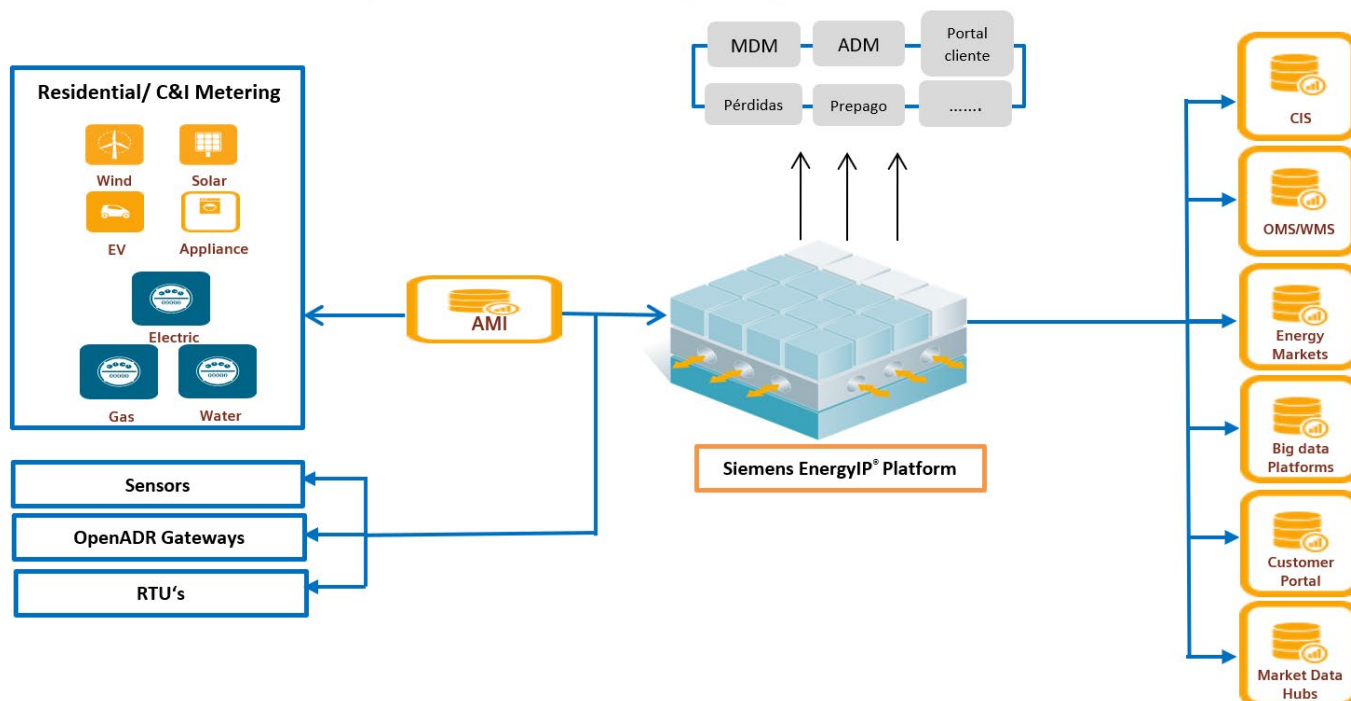 Residential/ C&I Metering
Wind
Solar
EV
Appliance
Electric
Gas
Water
Sensors
OpenADR Gateways
RTU‘s
AMI
MDM
ADM
Portal
cliente
Pérdidas
Prepago
…….
Siemens EnergyIP® Platform
CIS
OMS/WMS
Energy
Markets
Big data
Platforms
Customer
Portal
Market Data
Hubs